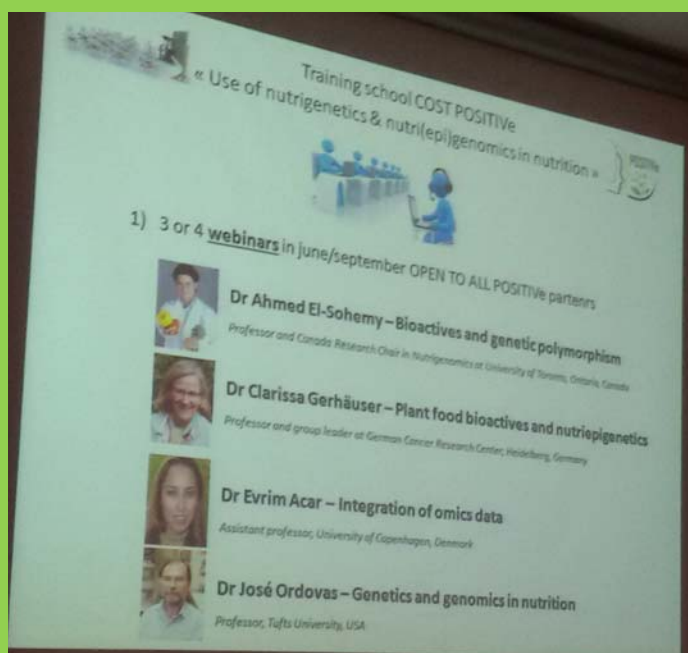 Training school COST POSITIVe
« Use of nutrigenetics & nutri(epi)genomics in nutrition »
POSITIVe
1) 3 or 4 webinars in june/september OPEN TO ALL POSITIVe partenrs
Dr Ahmed El-Sohemy – Bioactives and genetic polymorphism
Professor and Canada Research Chair in Nutrigenomics at University of Toronto, Ontario, Canada
Dr Clarissa Gerhäuser – Plant food bioactives and nutriepigenetics
Professor and group leader at German Cancer Research Center, Heidelberg, Germany
Dr Evrim Acar – Integration of omics data
Assistant professor, University of Copenhagen, Denmark
Dr José Ordovas – Genetics and genomics in nutrition
Professor, Tufts University, USA